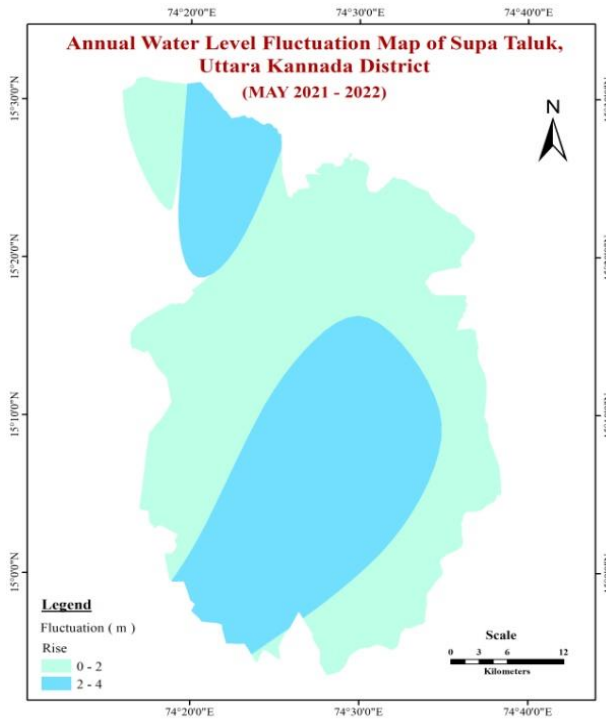 74°20'0"E 74°30'0"E 74°40'0"E
Annual Water Level Fluctuation Map of Supa Taluk,
Uttara Kannada District
(MAY 2021 - 2022)
N
15°30'0"N
15°20'0"N
15°10'0"N
15°0'0"N
Legend
Fluctuation ( m )
Rise
0 - 2
2 - 4
Scale
0 3 6 12
Kilometers
74°20'0"E 74°30'0"E 74°40'0"E